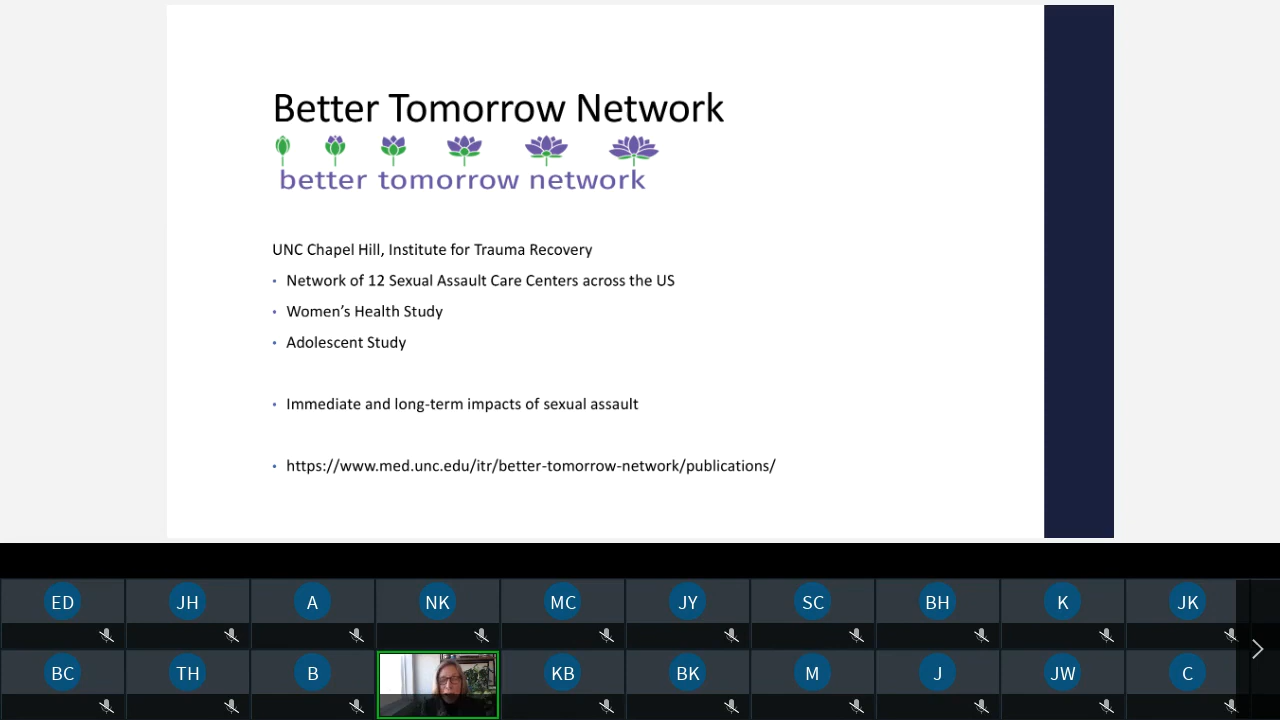 Better Tomorrow Network
better tomorrow network
UNC Chapel Hill, Institute for Trauma Recovery
• Network of 12 Sexual Assault Care Centers across the US
• Women's Health Study
• Adolescent Study
• Immediate and long-term impacts of sexual assault
• https://www.med.unc.edu/itr/better-tomorrow-network/publications/
ED JH A NK MC JY SC BH K JK
BC TH B KB BK M J JW C